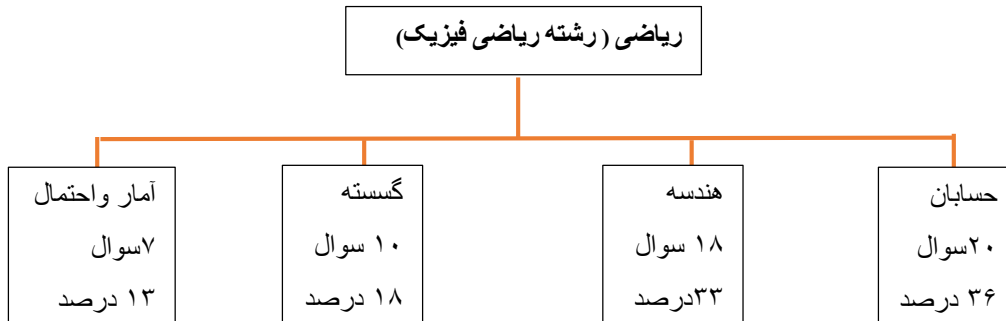 ریاضی ( رشته ریاضی فیزیک)
حسابان
۲۰سوال
۳۶ درصد
هندسه
۱۸ سوال
۳۳درصد
گسسته
۱۰ سوال
۱۸ درصد
آمار واحتمال
۷سوال
۱۳ درصد